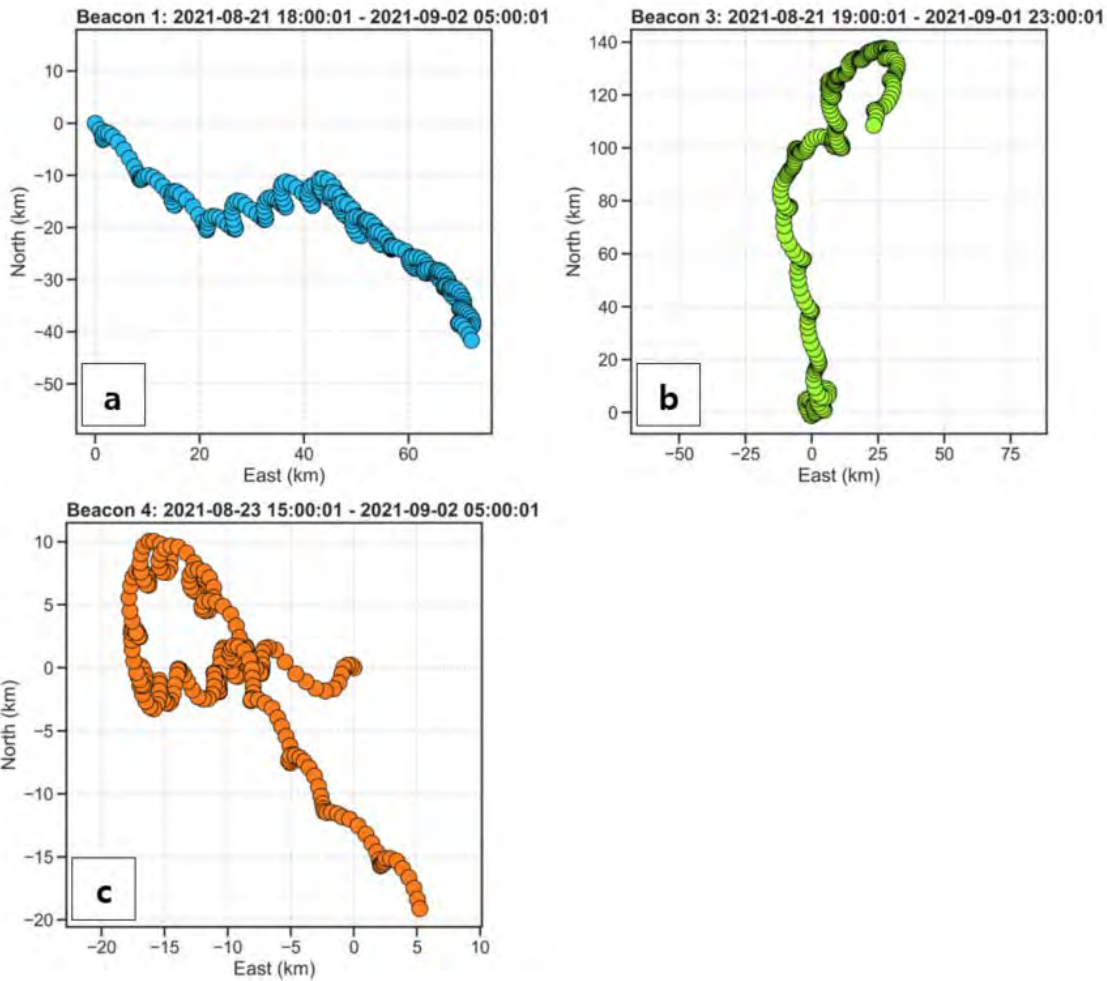 Beacon 1: 2021-08-21 18:00:01 - 2021-09-02 05:00:01
10
0
−10
−20
−30
−40
−50
North (km)
a
0 20 40 60
East (km)
Beacon 3: 2021-08-21 19:00:01 - 2021-09-01 23:00:01
140
120
100
80
60
40
20
0
North (km)
b
−50 −25 0 25 50 75
East (km)
Beacon 4: 2021-08-23 15:00:01 - 2021-09-02 05:00:01
10
5
0
−5
−10
−15
−20
North (km)
c
−20 −15 −10 −5 0 5 10
East (km)